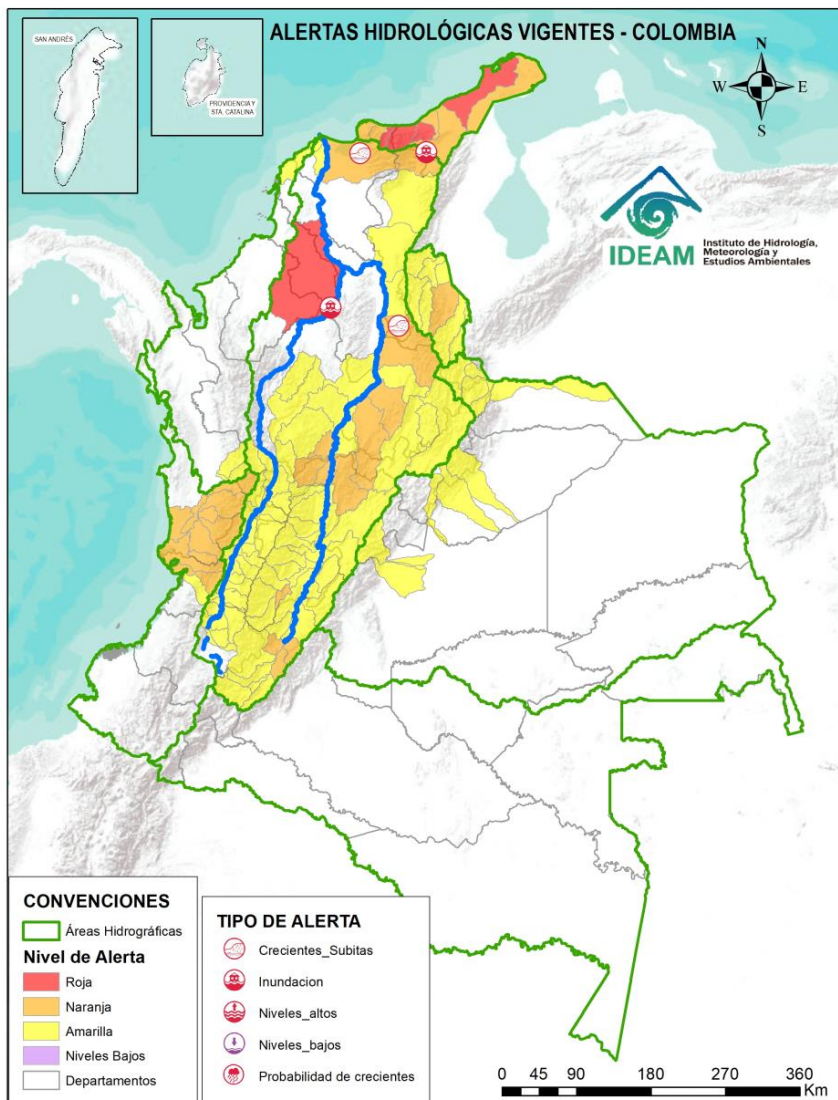 ALERTAS HIDROLÓGICAS VIGENTES - COLOMBIA
SAN ANDRÉS
PROVIDENCIA Y
STA. CATALINA
N
W
E
S
IDEAM
Instituto de Hidrología,
Meteorología y
Estudios Ambientales
CONVENCIONES
Áreas Hidrográficas
Nivel de Alerta
Roja
Naranja
Amarilla
Niveles Bajos
Departamentos
TIPO DE ALERTA
Crecientes_Subitas
Inundacion
Niveles_altos
Niveles_bajos
Probabilidad de crecientes
0 45 90 180 270 360
Km